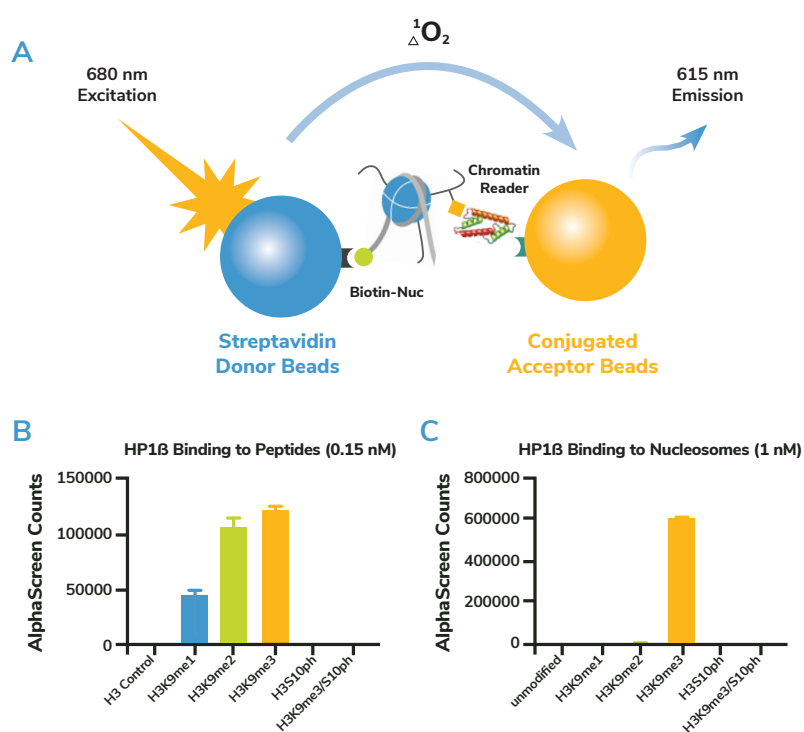 A
680 nm
Excitation
1
△O2
615 nm
Emission
Chromatin
Reader
Biotin-Nuc
Streptavidin
Donor Beads
Conjugated
Acceptor Beads
B
HP1ß Binding to Peptides (0.15 nM)
AlphaScreen Counts
150000
100000
50000
0
H3 Control
H3K9me1
H3K9me2
H3K9me3
H3S10ph
H3K9me3/S10ph
C
HP1ß Binding to Nucleosomes (1 nM)
AlphaScreen Counts
800000
600000
400000
200000
0
unmodified
H3K9me1
H3K9me2
H3K9me3
H3S10ph
H3K9me3/S10ph